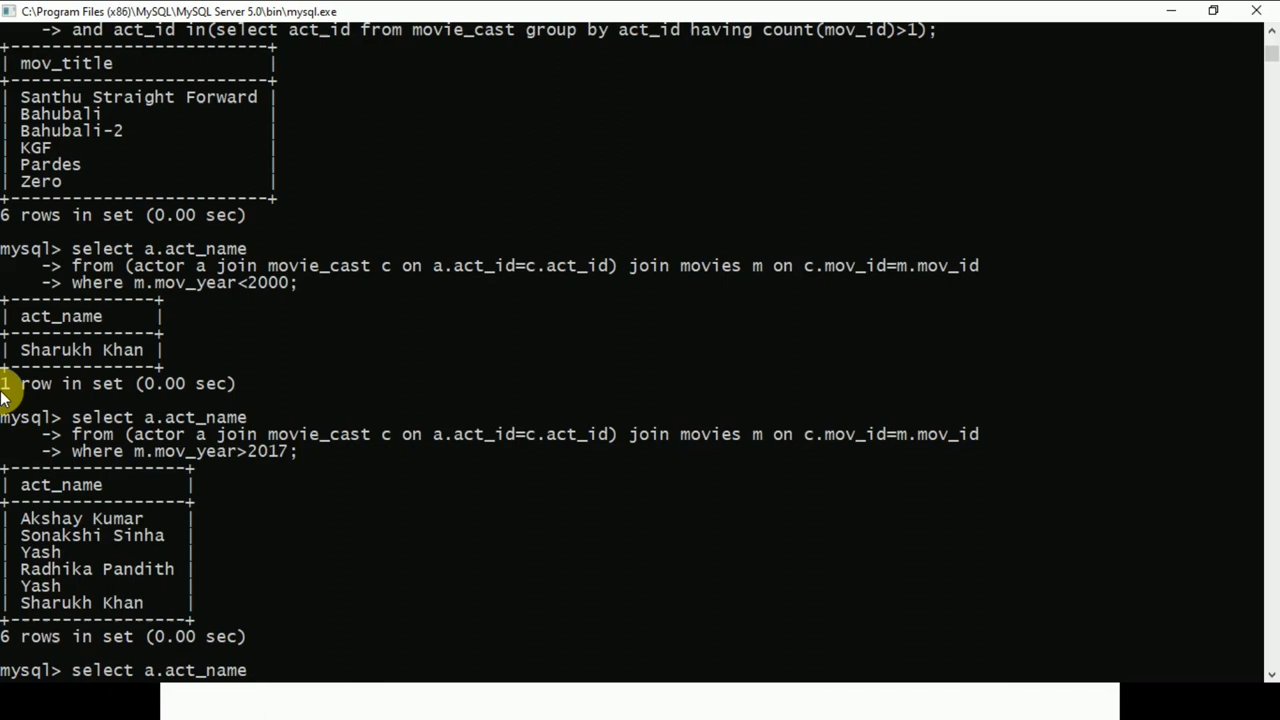 C:\Program Files (x86)\MySQL\MySQL Server 5.0\bin\mysql.exe
-> and act_id in(select act_id from movie_cast group by act_id having count(mov_id)>1);
+----------------------------+
| mov_title |
+----------------------------+
| Santhu Straight Forward |
| Bahubali |
| Bahubali-2 |
| KGF |
| Pardes |
| Zero |
+----------------------------+
6 rows in set (0.00 sec)
mysql> select a.act_name
-> from (actor a join movie_cast c on a.act_id=c.act_id) join movies m on c.mov_id=m.mov_id
-> where m.mov_year<2000;
+--------------+
| act_name |
+--------------+
| Sharukh Khan |
+--------------+
1 row in set (0.00 sec)
mysql> select a.act_name
-> from (actor a join movie_cast c on a.act_id=c.act_id) join movies m on c.mov_id=m.mov_id
-> where m.mov_year>2017;
+-----------------+
| act_name |
+-----------------+
| Akshay Kumar |
| Sonakshi Sinha |
| Yash |
| Radhika Pandith |
| Yash |
| Sharukh Khan |
+-----------------+
6 rows in set (0.00 sec)
mysql> select a.act_name